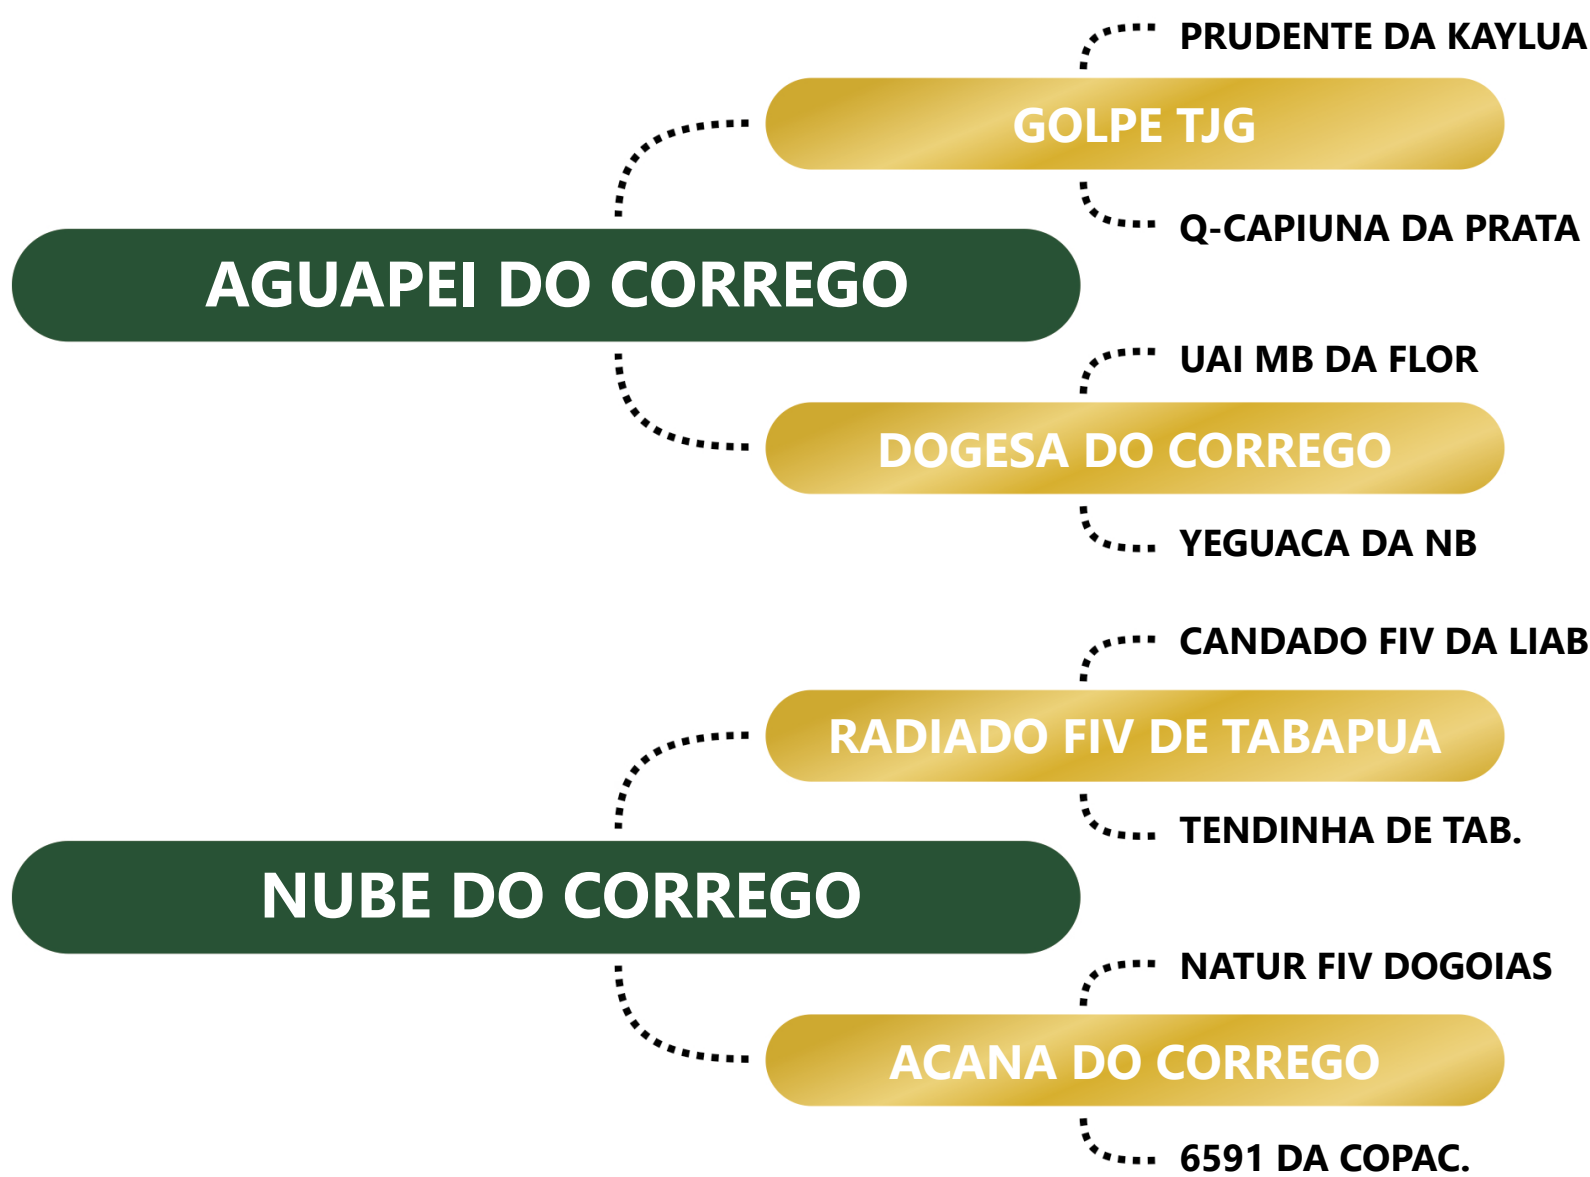 PRUDENTE DA KAYLUA
GOLPE TJG
Q-CAPIUNA DA PRATA
AGUAPEI DO CORREGO
UAI MB DA FLOR
DOGESA DO CORREGO
YEGUACA DA NB
CANDADO FIV DA LIAB
RADIADO FIV DE TABAPUA
TENDINHA DE TAB.
NUBE DO CORREGO
NATUR FIV DOGOIAS
ACANA DO CORREGO
6591 DA COPAC.